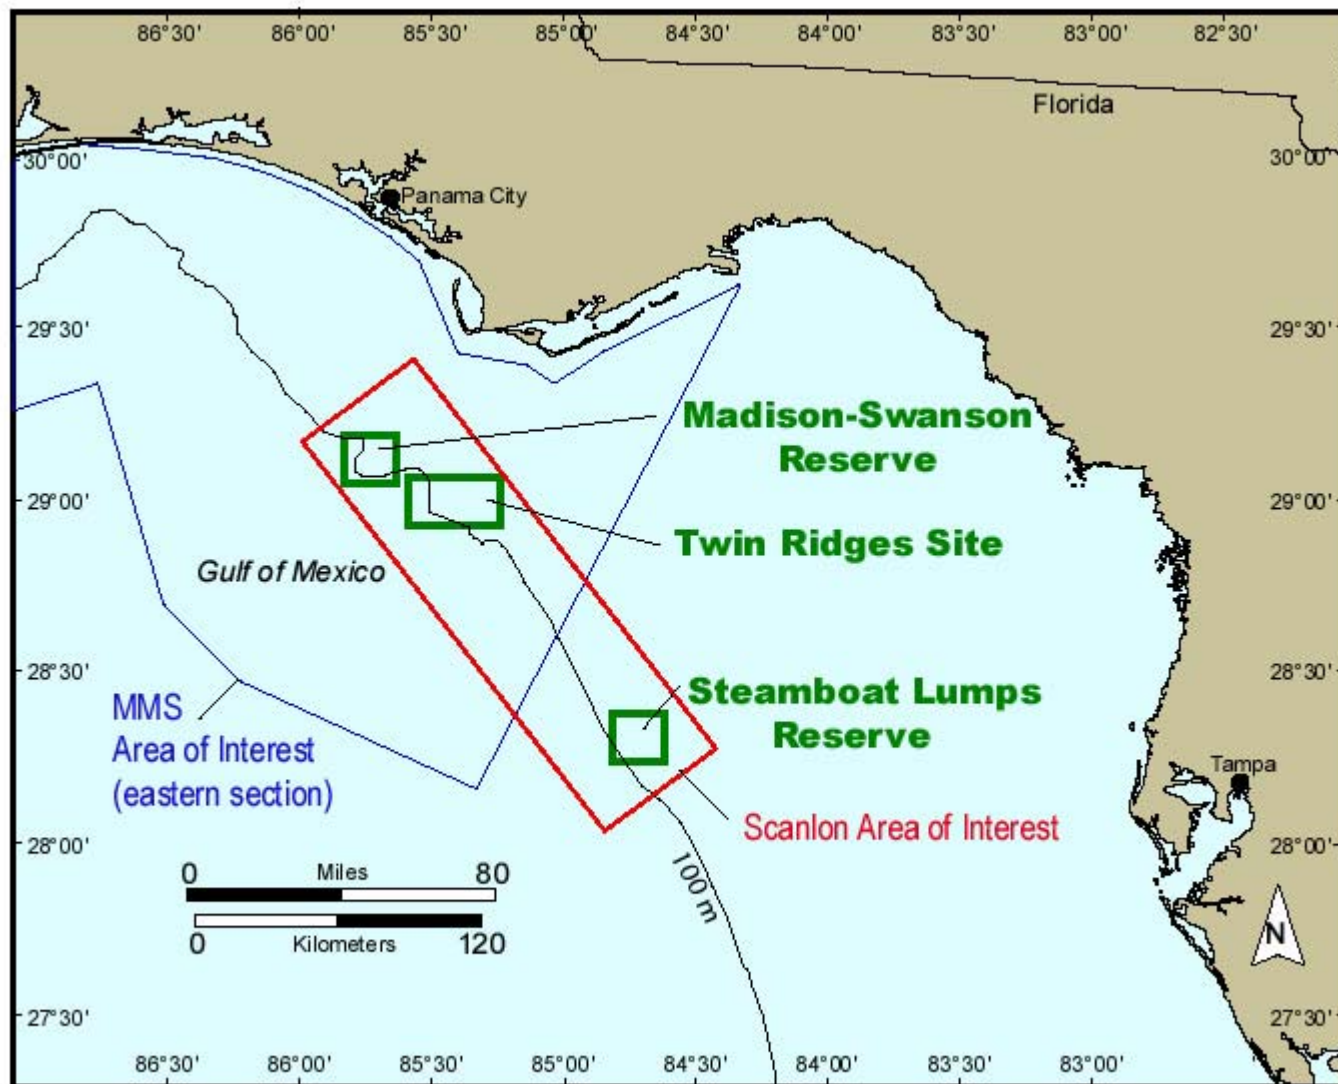 86°30' 86°00' 85°30' 85°00' 84°30' 84°00' 83°30' 83°00' 82°30'
Florida
30°00' 30°00'
Panama City
29°30' 29°30'
Madison-Swanson
Reserve
29°00' 29°00'
Twin Ridges Site
Gulf of Mexico
28°30' 28°30'
Steamboat Lumps
Reserve
MMS
Area of Interest
(eastern section)
Tampa
Scanlon Area of Interest
28°00' 28°00'
100 m
0 Miles 80
0 Kilometers 120
N
27°30' 27°30'
86°30' 86°00' 85°30' 85°00' 84°30' 84°00' 83°30' 83°00'